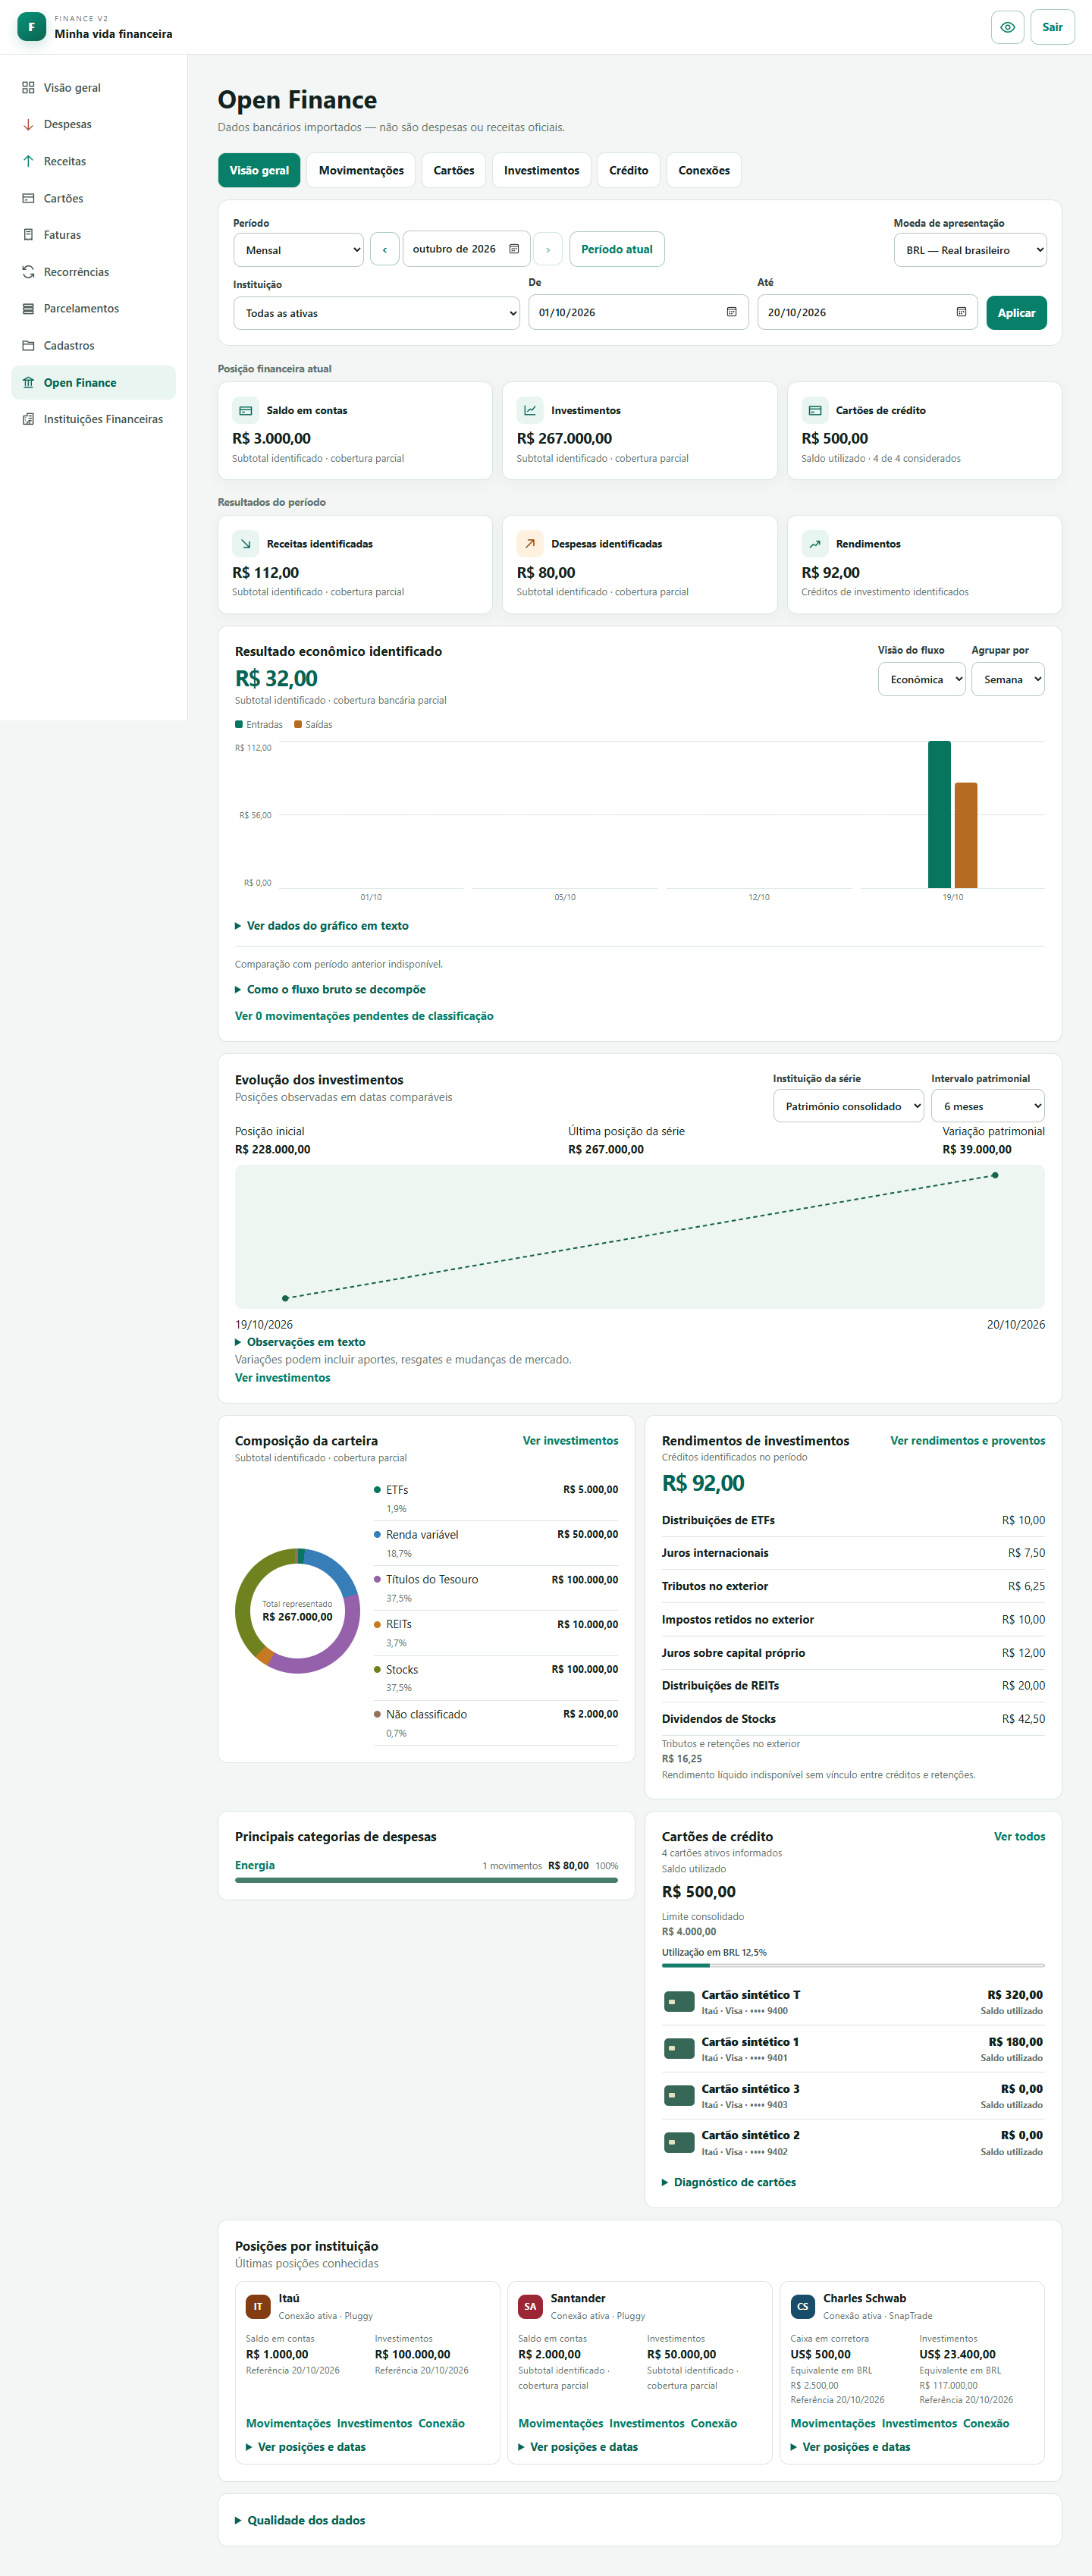 F
FINANCE V2
Minha vida financeira
Sair
Visão geral
Despesas
Receitas
Cartões
Faturas
Recorrências
Parcelamentos
Cadastros
Open Finance
Instituições Financeiras
Open Finance
Dados bancários importados — não são despesas ou receitas oficiais.
Visão geral
Movimentações
Cartões
Investimentos
Crédito
Conexões
Período
Moeda de apresentação
Mensal
‹
outubro de 2026
›
Período atual
BRL — Real brasileiro
Instituição
De
Até
Todas as ativas
01/10/2026
20/10/2026
Aplicar
Posição financeira atual
Saldo em contas
R$ 3.000,00
Subtotal identificado · cobertura parcial
Investimentos
R$ 267.000,00
Subtotal identificado · cobertura parcial
Cartões de crédito
R$ 500,00
Saldo utilizado · 4 de 4 considerados
Resultados do período
Receitas identificadas
R$ 112,00
Subtotal identificado · cobertura parcial
Despesas identificadas
R$ 80,00
Subtotal identificado · cobertura parcial
Rendimentos
R$ 92,00
Créditos de investimento identificados
Resultado econômico identificado
R$ 32,00
Subtotal identificado · cobertura bancária parcial
Visão do fluxo
Econômica
Agrupar por
Semana
Entradas
Saídas
R$ 112,00
R$ 56,00
R$ 0,00
01/10
05/10
12/10
19/10
Ver dados do gráfico em texto
Comparação com período anterior indisponível.
Como o fluxo bruto se decompõe
Ver 0 movimentações pendentes de classificação
Evolução dos investimentos
Posições observadas em datas comparáveis
Instituição da série
Patrimônio consolidado
Intervalo patrimonial
6 meses
Posição inicial
R$ 228.000,00
Última posição da série
R$ 267.000,00
Variação patrimonial
R$ 39.000,00
19/10/2026
20/10/2026
Observações em texto
Variações podem incluir aportes, resgates e mudanças de mercado.
Ver investimentos
Composição da carteira
Ver investimentos
Subtotal identificado · cobertura parcial
Total representado
R$ 267.000,00
ETFs R$ 5.000,00
1,9%
Renda variável R$ 50.000,00
18,7%
Títulos do Tesouro R$ 100.000,00
37,5%
REITs R$ 10.000,00
3,7%
Stocks R$ 100.000,00
37,5%
Não classificado R$ 2.000,00
0,7%
Rendimentos de investimentos
Ver rendimentos e proventos
Créditos identificados no período
R$ 92,00
Distribuições de ETFs R$ 10,00
Juros internacionais R$ 7,50
Tributos no exterior R$ 6,25
Impostos retidos no exterior R$ 10,00
Juros sobre capital próprio R$ 12,00
Distribuições de REITs R$ 20,00
Dividendos de Stocks R$ 42,50
Tributos e retenções no exterior
R$ 16,25
Rendimento líquido indisponível sem vínculo entre créditos e retenções.
Principais categorias de despesas
Energia 1 movimentos R$ 80,00 100%
Cartões de crédito
Ver todos
4 cartões ativos informados
Saldo utilizado
R$ 500,00
Limite consolidado
R$ 4.000,00
Utilização em BRL 12,5%
Cartão sintético T R$ 320,00
Itaú · Visa · •••• 9400 Saldo utilizado
Cartão sintético 1 R$ 180,00
Itaú · Visa · •••• 9401 Saldo utilizado
Cartão sintético 3 R$ 0,00
Itaú · Visa · •••• 9403 Saldo utilizado
Cartão sintético 2 R$ 0,00
Itaú · Visa · •••• 9402 Saldo utilizado
Diagnóstico de cartões
Posições por instituição
Últimas posições conhecidas
IT
Itaú
Conexão ativa · Pluggy
Saldo em contas
R$ 1.000,00
Referência 20/10/2026
Investimentos
R$ 100.000,00
Referência 20/10/2026
Movimentações Investimentos Conexão
Ver posições e datas
SA
Santander
Conexão ativa · Pluggy
Saldo em contas
R$ 2.000,00
Subtotal identificado ·
cobertura parcial
Investimentos
R$ 50.000,00
Subtotal identificado ·
cobertura parcial
Movimentações Investimentos Conexão
Ver posições e datas
CS
Charles Schwab
Conexão ativa · SnapTrade
Caixa em corretora
US$ 500,00
Equivalente em BRL
R$ 2.500,00
Referência 20/10/2026
Investimentos
US$ 23.400,00
Equivalente em BRL
R$ 117.000,00
Referência 20/10/2026
Movimentações Investimentos Conexão
Ver posições e datas
Qualidade dos dados